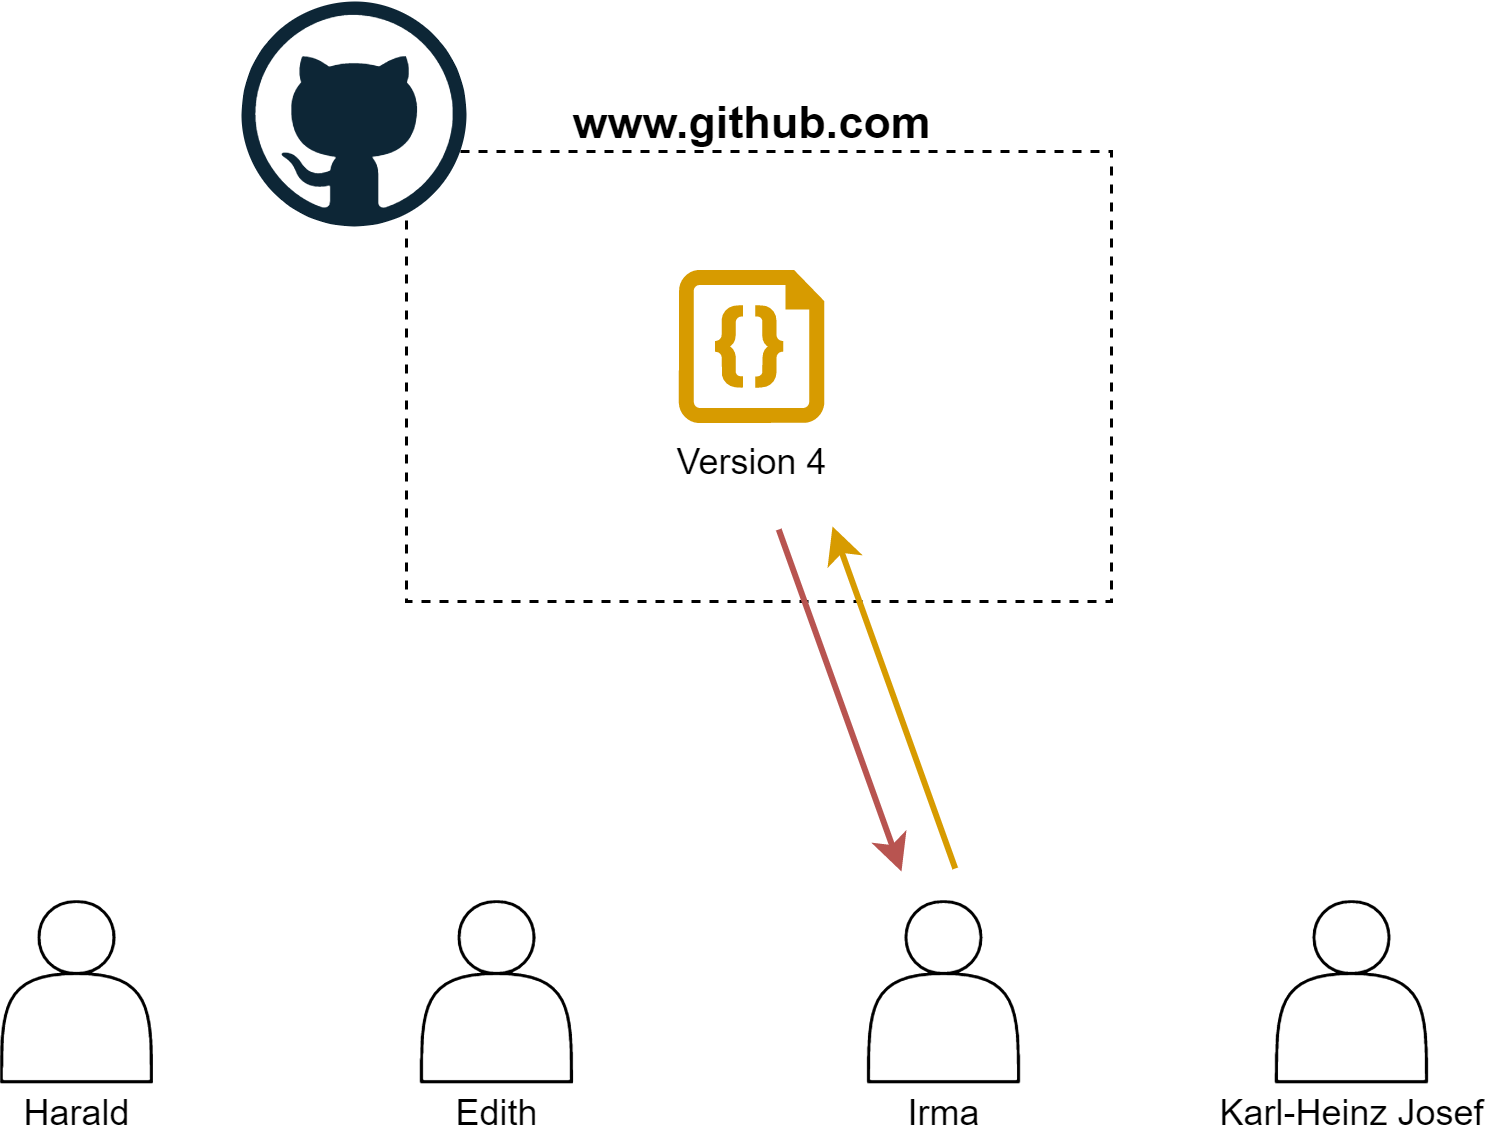 www.github.com
{}
Version 4
Harald
Edith
Irma
Karl-Heinz Josef